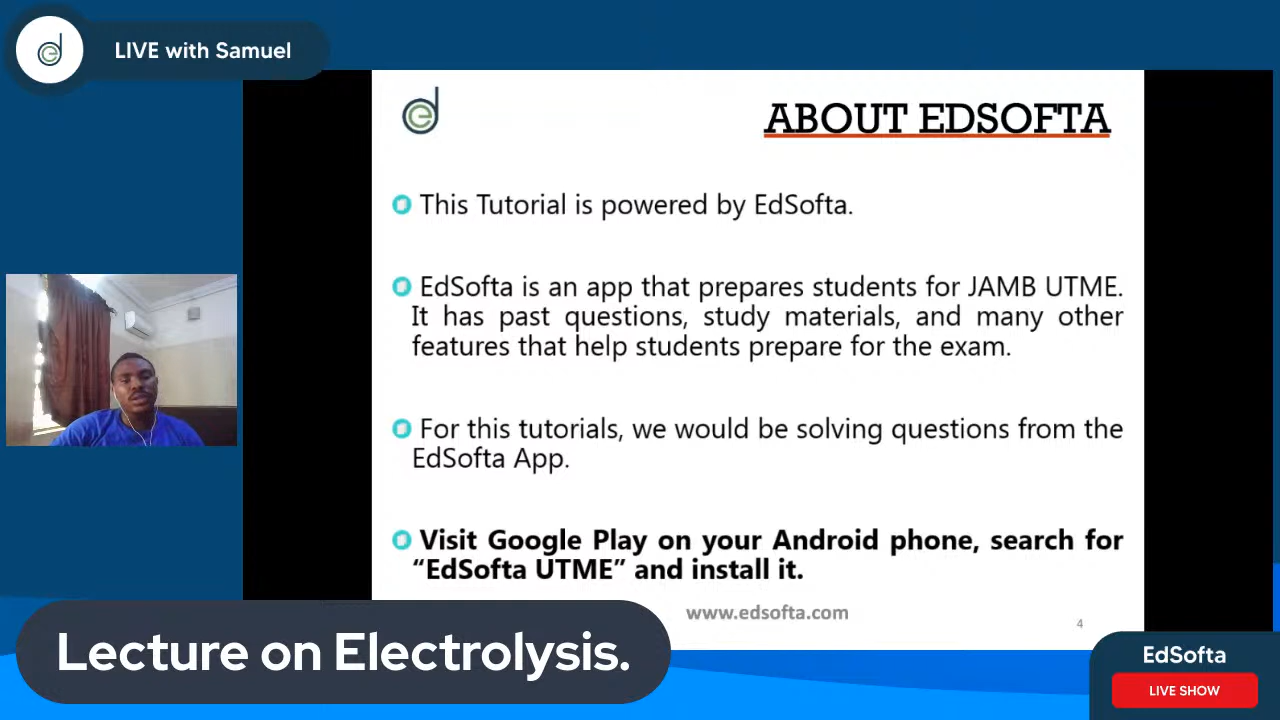 LIVE with Samuel
ABOUT EDSOFTA
This Tutorial is powered by EdSofta.
EdSofta is an app that prepares students for JAMB UTME.
It has past questions, study materials, and many other
features that help students prepare for the exam.
For this tutorials, we would be solving questions from the
EdSofta App.
Visit Google Play on your Android phone, search for
“EdSofta UTME” and install it.
www.edsofta.com
4
Lecture on Electrolysis.
EdSofta
LIVE SHOW